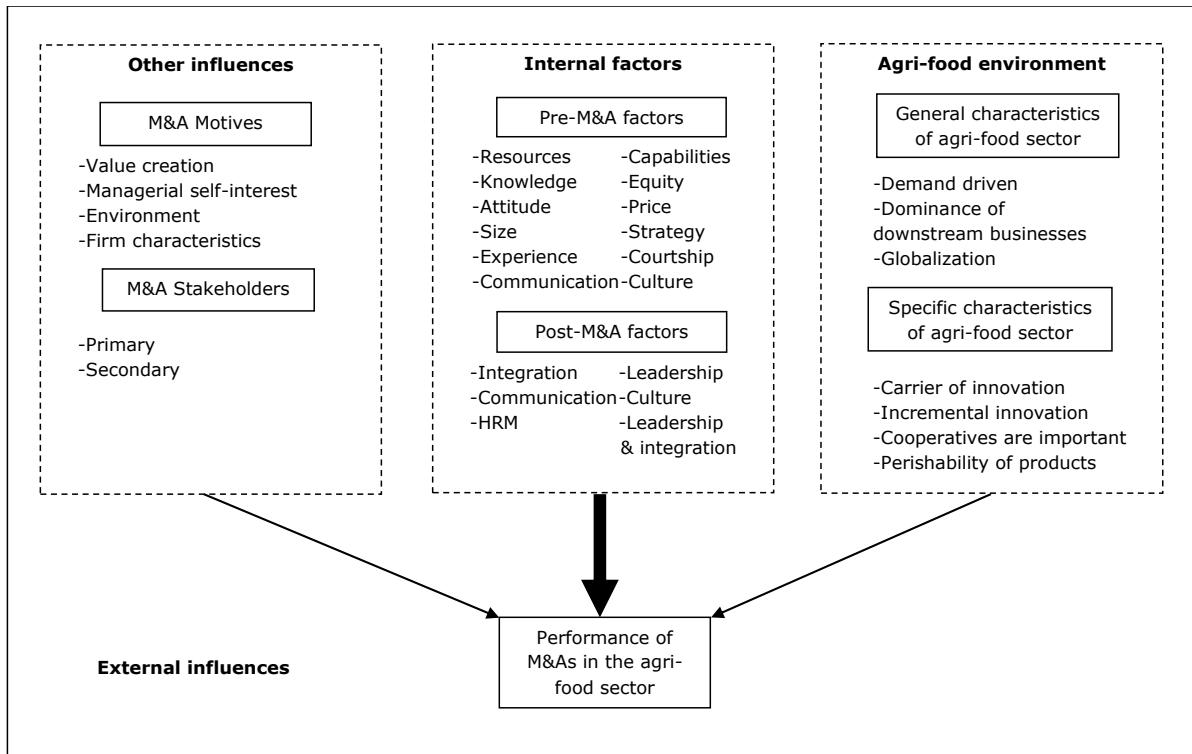 Other influences
M&A Motives
-Value creation
-Managerial self-interest
-Environment
-Firm characteristics
M&A Stakeholders
-Primary
-Secondary
Internal factors
Pre-M&A factors
-Resources -Capabilities
-Knowledge -Equity
-Attitude -Price
-Size -Strategy
-Experience -Courtship
-Communication -Culture
Post-M&A factors
-Integration -Leadership
-Communication -Culture
-HRM -Leadership
& integration
Agri-food environment
General characteristics
of agri-food sector
-Demand driven
-Dominance of
downstream businesses
-Globalization
Specific characteristics
of agri-food sector
-Carrier of innovation
-Incremental innovation
-Cooperatives are important
-Perishability of products
Performance of
M&As in the agri-
food sector
External influences